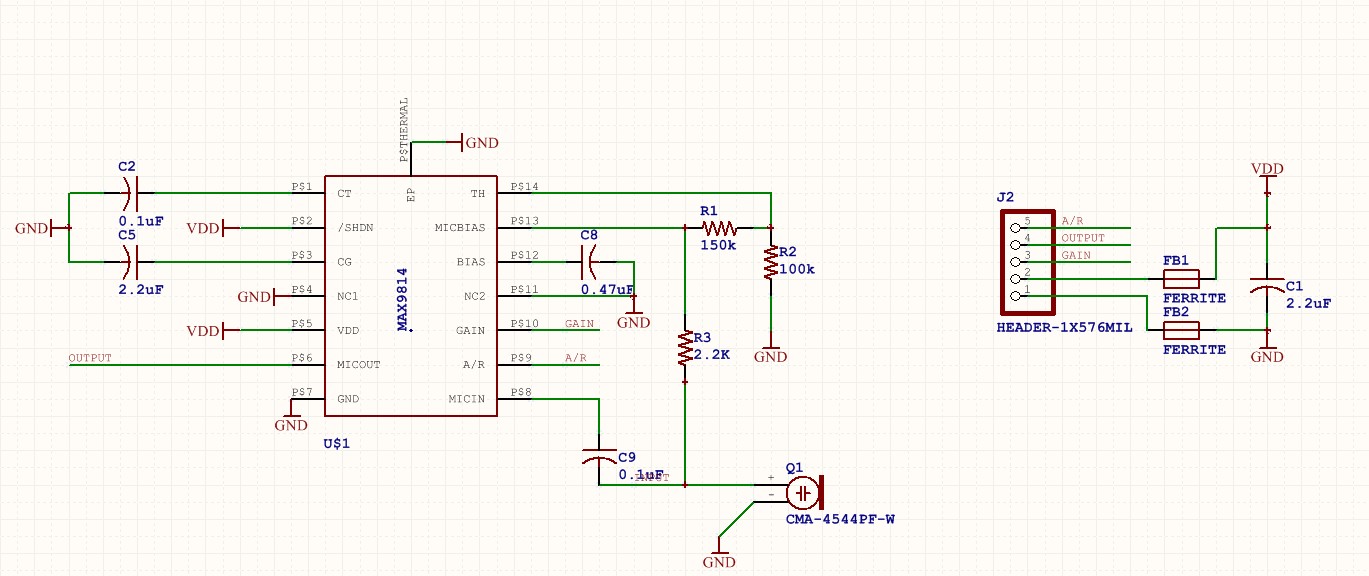 P$THERMAL
GND
EP
C2
0.1uF
GND
C5
2.2uF
P$1
CT
VDD
P$2
/SHDN
P$3
CG
GND
P$4
NC1
VDD
P$5
VDD
OUTPUT
P$6
MICOUT
P$7
GND
GND
MAX9814
U$1
P$14
TH
P$13
MICBIAS
P$12
BIAS
P$11
NC2
P$10
GAIN
GAIN
P$9
A/R
A/R
P$8
MICIN
C8
0.47uF
GND
R1
150k
R2
100k
GND
R3
2.2K
C9
0.1uF
INPUT
Q1
+
-
CMA-4544PF-W
GND
J2
5
A/R
4
OUTPUT
3
GAIN
2
1
HEADER-1X576MIL
FB1
FERRITE
FB2
FERRITE
VDD
C1
2.2uF
GND